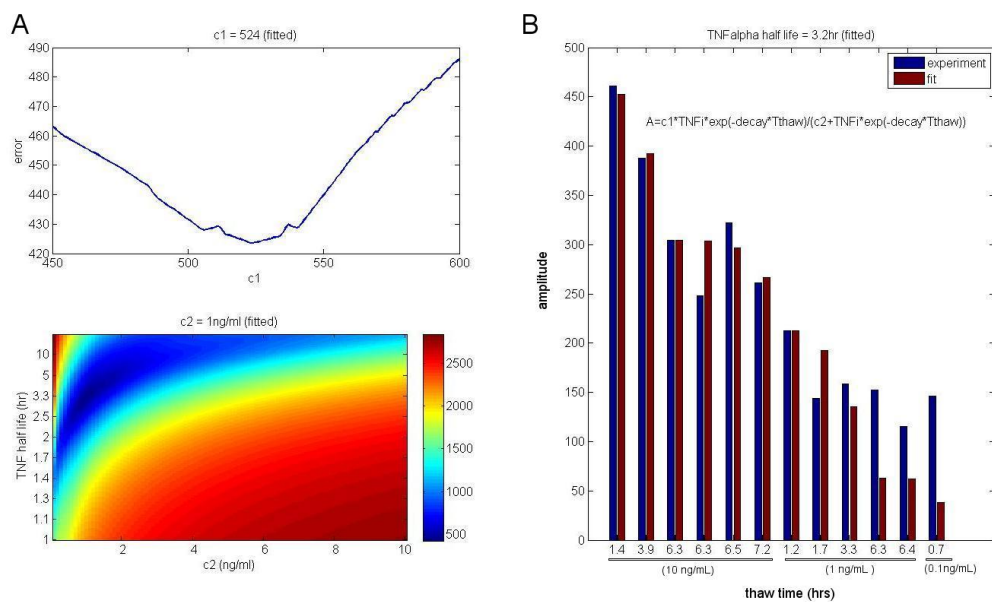 A
c1 = 524 (fitted)
490
480
470
460
450
440
430
420
error
450
500
550
600
c1
c2 = 1ng/ml (fitted)
10
5
3.3
2.5
2
1.7
1.4
1.3
1.1
1
TNF half life (hr)
2
4
6
8
10
c2 (ng/ml)
2500
2000
1500
1000
500
B
TNFalpha half life = 3.2hr (fitted)
500
450
400
350
300
250
200
150
100
50
0
amplitude
experiment
fit
A=c1*TNFi*exp(-decay*Tthaw)/(c2+TNFi*exp(-decay*Tthaw))
1.4 3.9 6.3 6.3 6.5 7.2 1.2 1.7 3.3 6.3 6.4 0.7
(10 ng/mL) (1 ng/mL ) (0.1ng/mL)
thaw time (hrs)